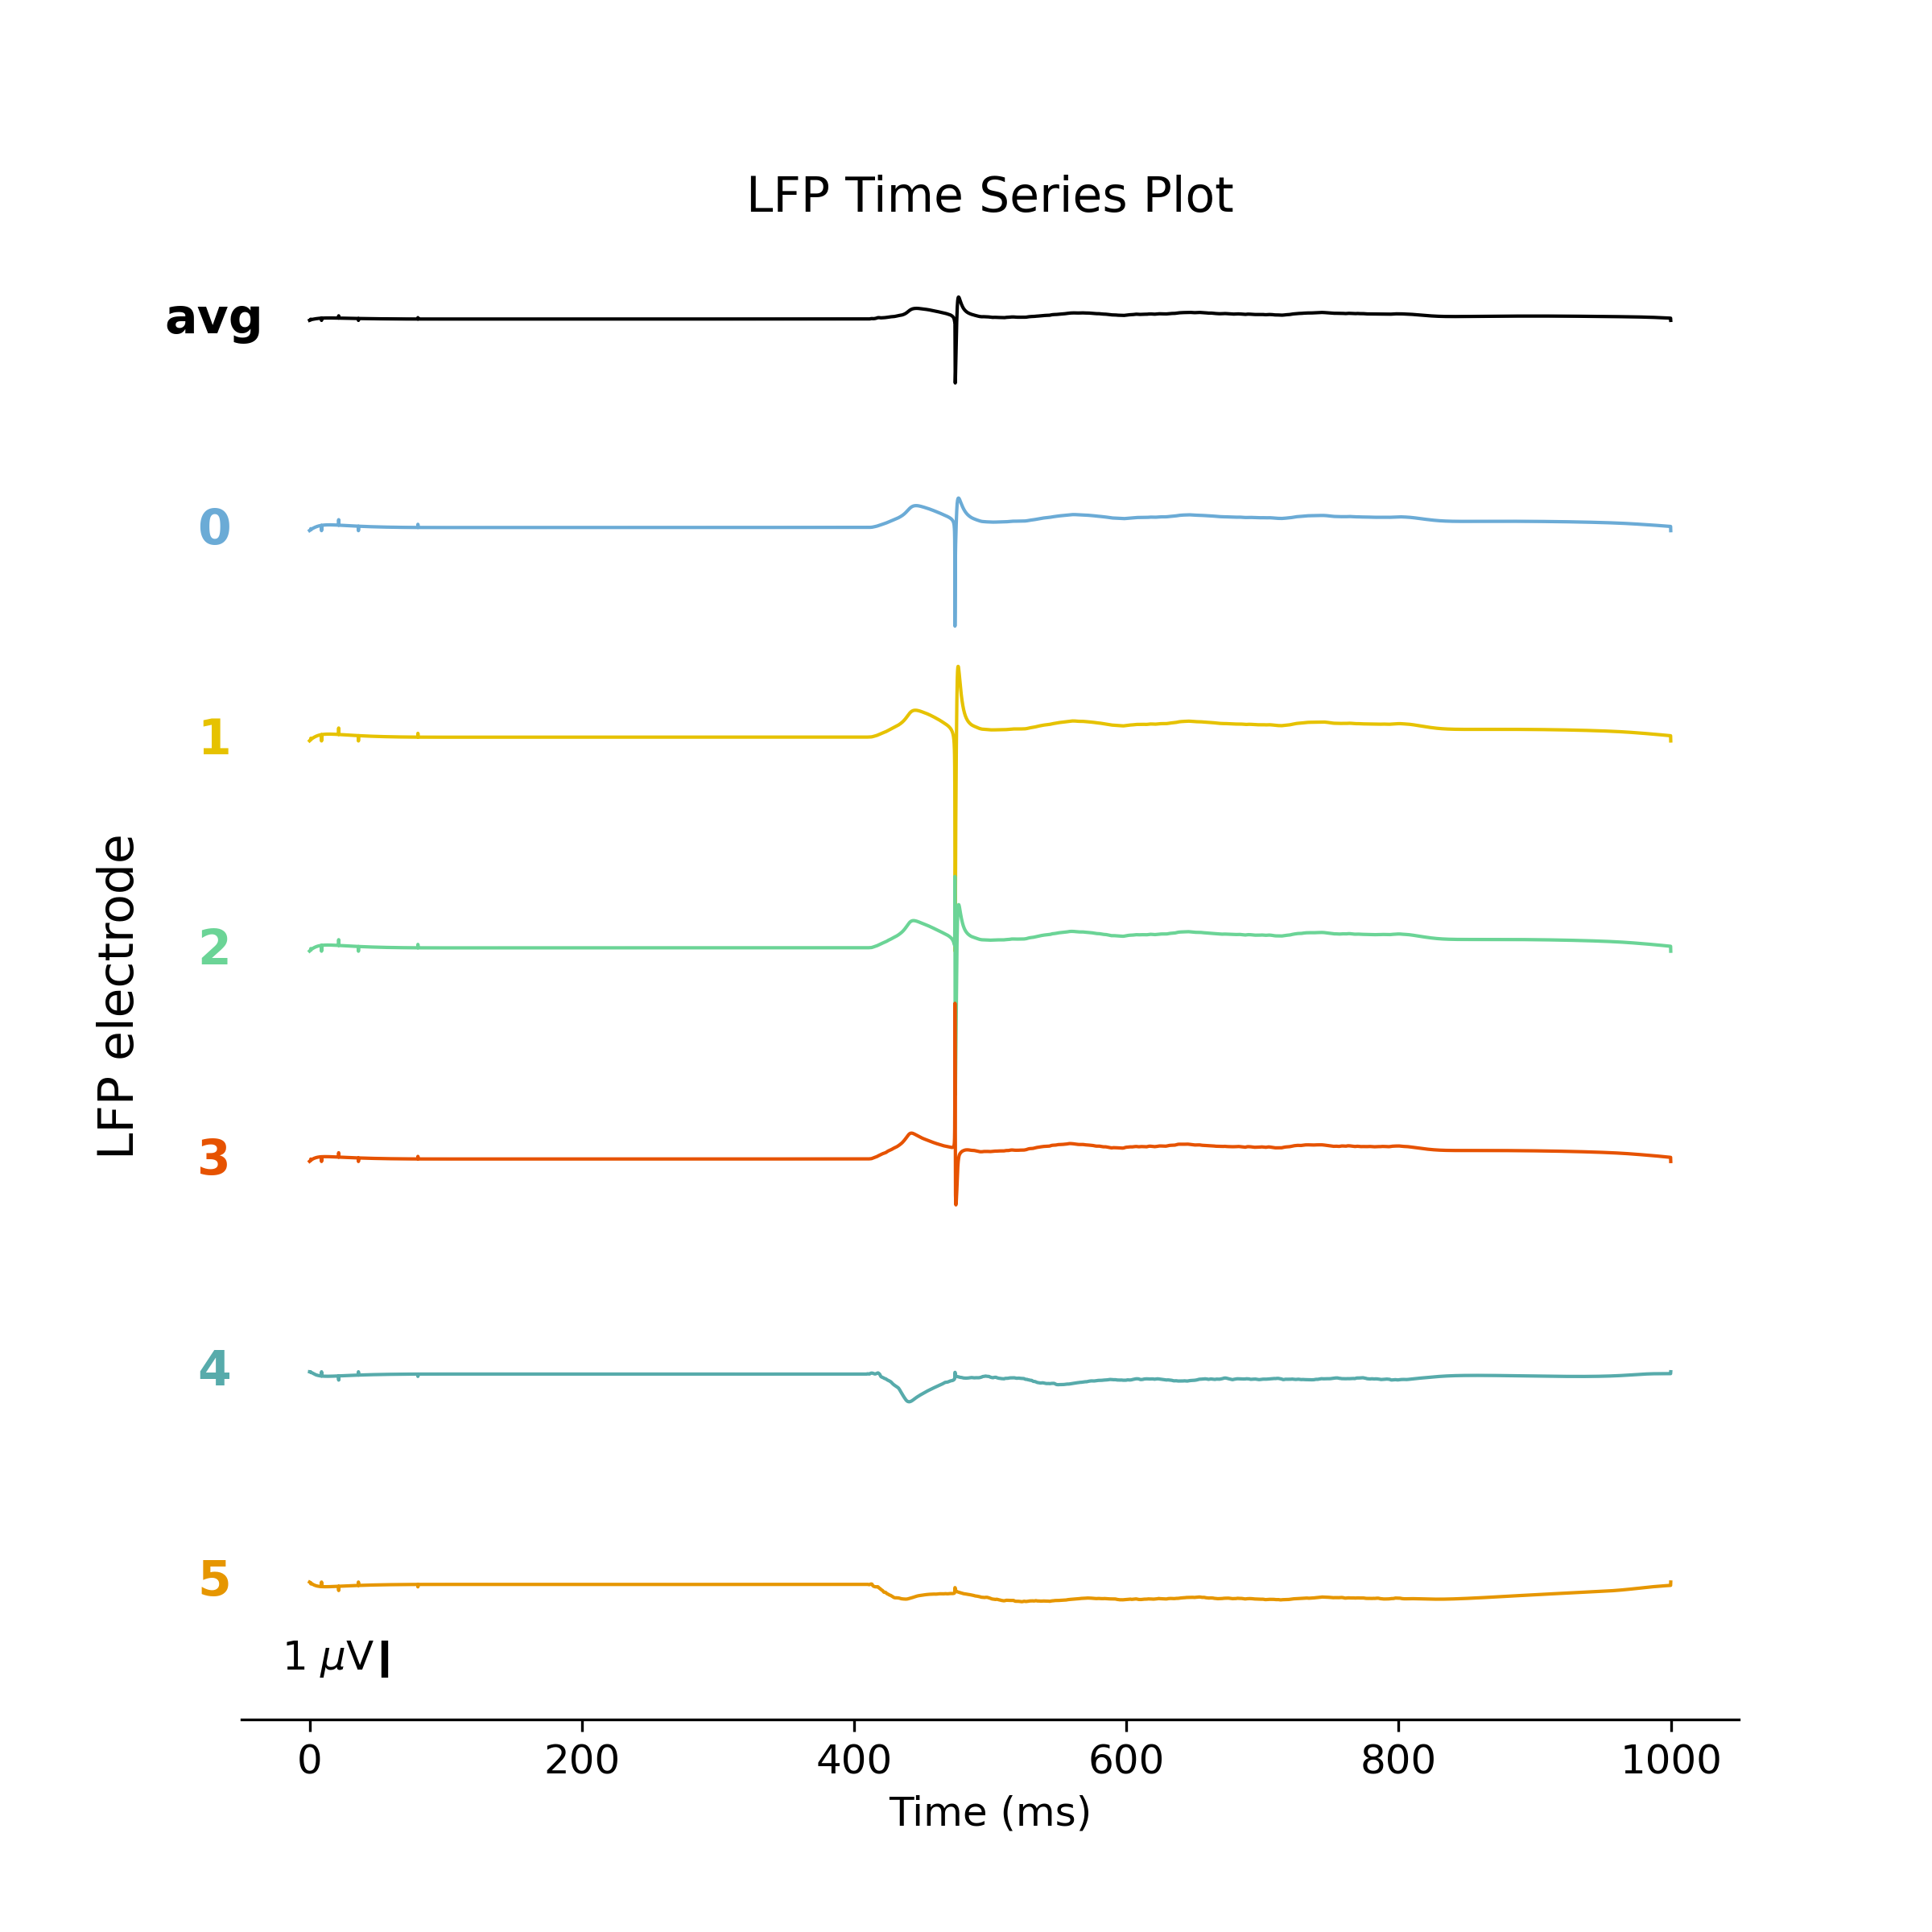 LFP Time Series Plot
avg
0
1
2
3
4
5
LFP electrode
1 μV
0 200 400 600 800 1000
Time (ms)